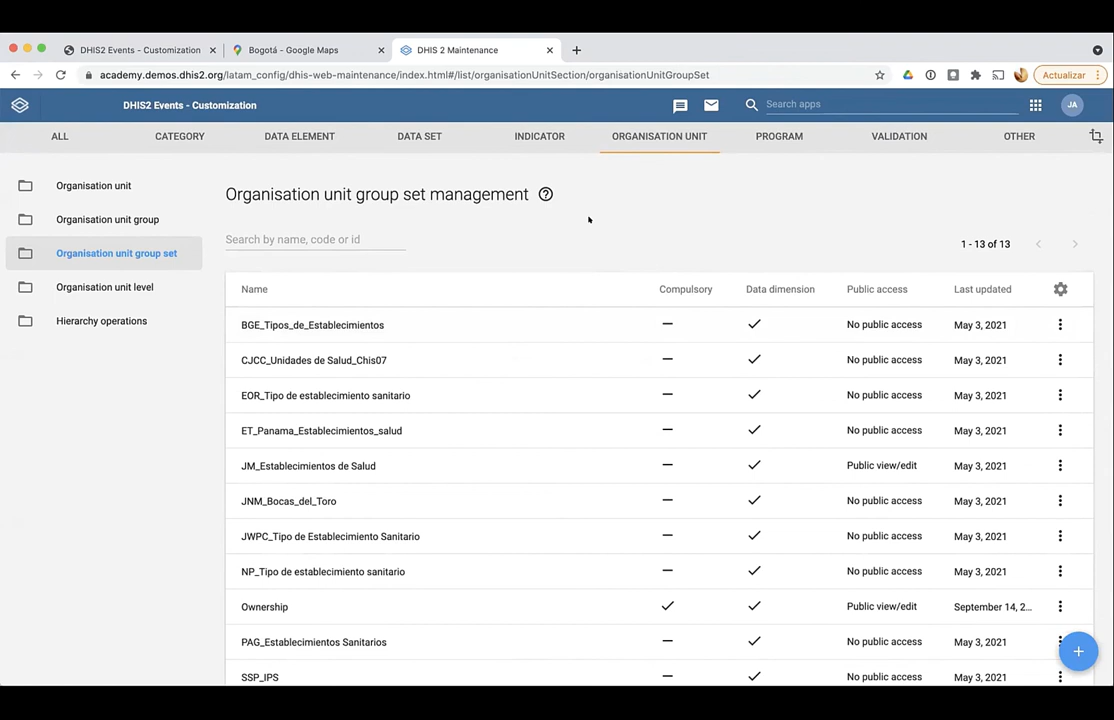 DHIS2 Events - Customization
Bogotá - Google Maps
DHIS 2 Maintenance
academy.demos.dhis2.org/latam_config/dhis-web-maintenance/index.html#/list/organisationUnitSection/organisationUnitGroupSet
Actualizar
DHIS2 Events - Customization
Search apps
JA
ALL
CATEGORY
DATA ELEMENT
DATA SET
INDICATOR
ORGANISATION UNIT
PROGRAM
VALIDATION
OTHER
Organisation unit
Organisation unit group
Organisation unit group set
Organisation unit level
Hierarchy operations
Organisation unit group set management
Search by name, code or id
1 - 13 of 13
Name Compulsory Data dimension Public access Last updated
BGE_Tipos_de_Establecimientos No public access May 3, 2021
CJCC_Unidades de Salud_Chis07 No public access May 3, 2021
EOR_Tipo de establecimiento sanitario No public access May 3, 2021
ET_Panama_Establecimientos_salud No public access May 3, 2021
JM_Establecimientos de Salud Public view/edit May 3, 2021
JNM_Bocas_del_Toro No public access May 3, 2021
JWPC_Tipo de Establecimiento Sanitario No public access May 3, 2021
NP_Tipo de establecimiento sanitario No public access May 3, 2021
Ownership Public view/edit September 14, 2...
PAG_Establecimientos Sanitarios No public access May 3, 2021
SSP_IPS No public access May 3, 2021